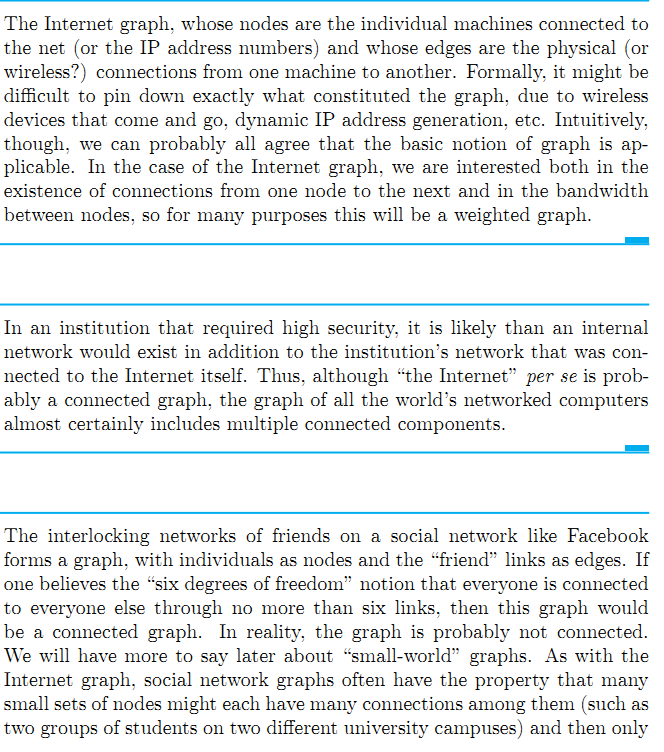 The Internet graph, whose nodes are the individual machines connected to
the net (or the IP address numbers) and whose edges are the physical (or
wireless?) connections from one machine to another. Formally, it might be
difficult to pin down exactly what constituted the graph, due to wireless
devices that come and go, dynamic IP address generation, etc. Intuitively,
though, we can probably all agree that the basic notion of graph is ap-
plicable. In the case of the Internet graph, we are interested both in the
existence of connections from one node to the next and in the bandwidth
between nodes, so for many purposes this will be a weighted graph.
In an institution that required high security, it is likely than an internal
network would exist in addition to the institution's network that was con-
nected to the Internet itself. Thus, although “the Internet” per se is prob-
ably a connected graph, the graph of all the world's networked computers
almost certainly includes multiple connected components.
The interlocking networks of friends on a social network like Facebook
forms a graph, with individuals as nodes and the “friend” links as edges. If
one believes the “six degrees of freedom” notion that everyone is connected
to everyone else through no more than six links, then this graph would
be a connected graph. In reality, the graph is probably not connected.
We will have more to say later about “small-world” graphs. As with the
Internet graph, social network graphs often have the property that many
small sets of nodes might each have many connections among them (such as
two groups of students on two different university campuses) and then only